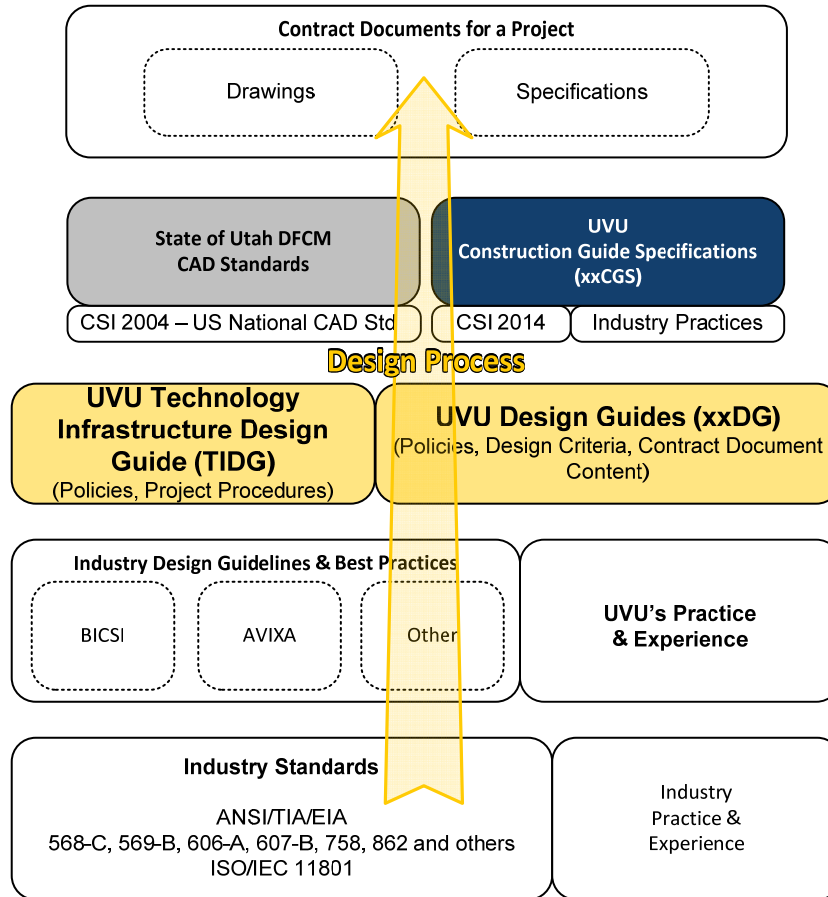 Contract Documents for a Project
Drawings
Specifications
State of Utah DFCM
CAD Standards
UVU
Construction Guide Specifications
(xxCGS)
CSI 2004 – US National CAD Std
CSI 2014
Industry Practices
Design Process
UVU Technology
Infrastructure Design
Guide (TIDG)
(Policies, Project Procedures)
UVU Design Guides (xxDG)
(Policies, Design Criteria, Contract Document
Content)
Industry Design Guidelines & Best Practices
BICSI
AVIXA
Other
UVU’s Practice
& Experience
Industry Standards
ANSI/TIA/EIA
568-C, 569-B, 606-A, 607-B, 758, 862 and others
ISO/IEC 11801
Industry
Practice &
Experience